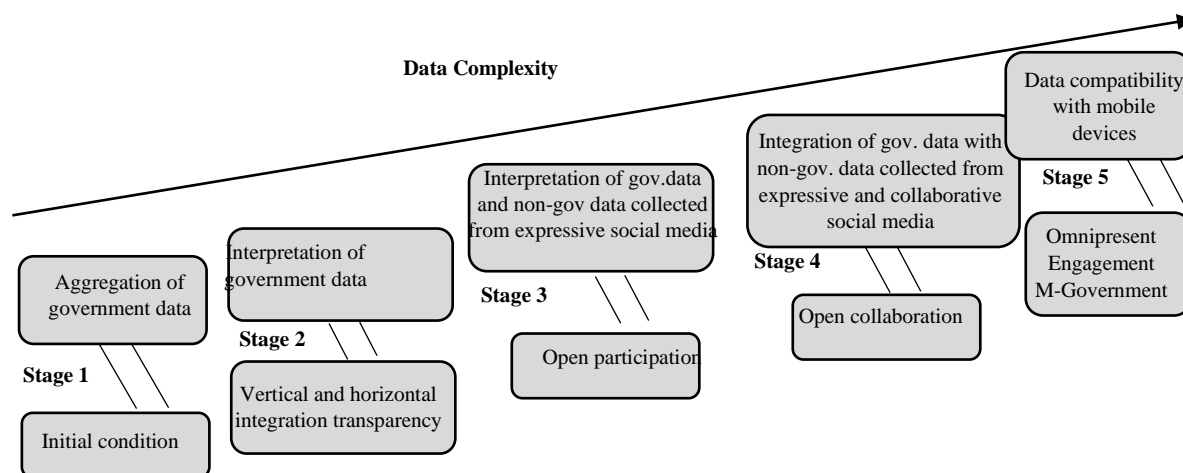 Data Complexity
Aggregation of
government data
Stage 1
Initial condition
Interpretation of
government data
Stage 2
Vertical and horizontal
integration transparency
Interpretation of gov.data
and non-gov data collected
from expressive social media
Stage 3
Open participation
Integration of gov. data with
non-gov. data collected from
expressive and collaborative
social media
Stage 4
Open collaboration
Data compatibility
with mobile
devices
Stage 5
Omnipresent
Engagement
M-Government